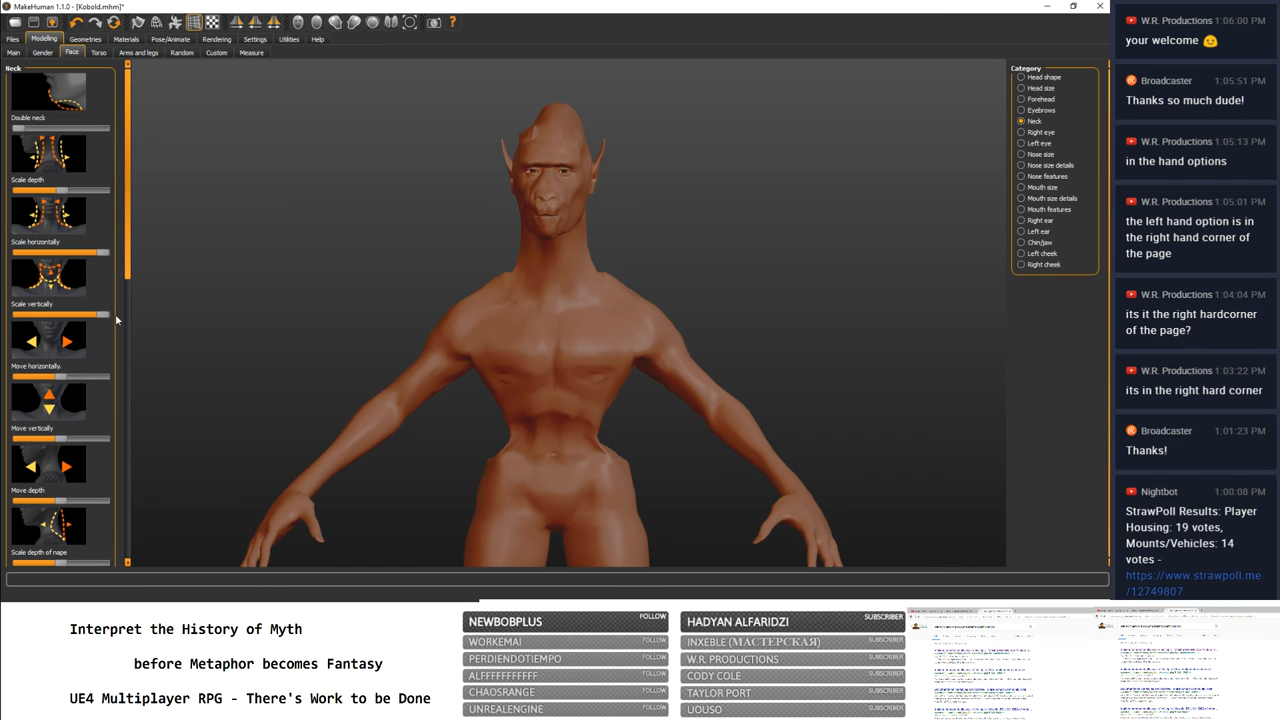 MakeHuman 1.1.0 - [Kobold.mhm]*
Files
Modelling
Geometries
Materials
Pose/Animate
Rendering
Settings
Utilities
Help
Main
Gender
Face
Torso
Arms and legs
Random
Custom
Measure
Neck
Double neck
Scale depth
Scale horizontally
Scale vertically
Move horizontally.
Move vertically
Move depth
Scale depth of nape
Category
Head shape
Head size
Forehead
Eyebrows
Neck
Right eye
Left eye
Nose size
Nose size details
Nose features
Mouth size
Mouth size details
Mouth features
Right ear
Left ear
Chin/jaw
Left cheek
Right cheek
W.R. Productions 1:06:00 PM
your welcome
Broadcaster 1:05:51 PM
Thanks so much dude!
W.R. Productions 1:05:13 PM
in the hand options
W.R. Productions 1:05:01 PM
the left hand option is in
the right hand corner of
the page
W.R. Productions 1:04:04 PM
its it the right hardcorner
of the page?
W.R. Productions 1:03:22 PM
its in the right hard corner
Broadcaster 1:01:23 PM
Thanks!
Nightbot 1:00:08 PM
StrawPoll Results: Player
Housing: 19 votes,
Mounts/Vehicles: 14
votes -
https://www.strawpoll.me
/12749807
Interpret the History of Myth
before Metaphor becomes Fantasy
UE4 Multiplayer RPG - Animals Work to be Done
NEWBOBPLUS FOLLOW
WORKEMAI FOLLOW
PERDIENDOTIEMPO FOLLOW
ALFFFFFFFFFF FOLLOW
CHAOSRANGE FOLLOW
UNREALENGINE FOLLOW
HADYAN ALFARIDZI SUBSCRIBER
INXEBLE (МАСТЕРСКАЯ) SUBSCRIBER
W.R. PRODUCTIONS SUBSCRIBER
CODY COLE SUBSCRIBER
TAYLOR PORT SUBSCRIBER
UOUSO SUBSCRIBER